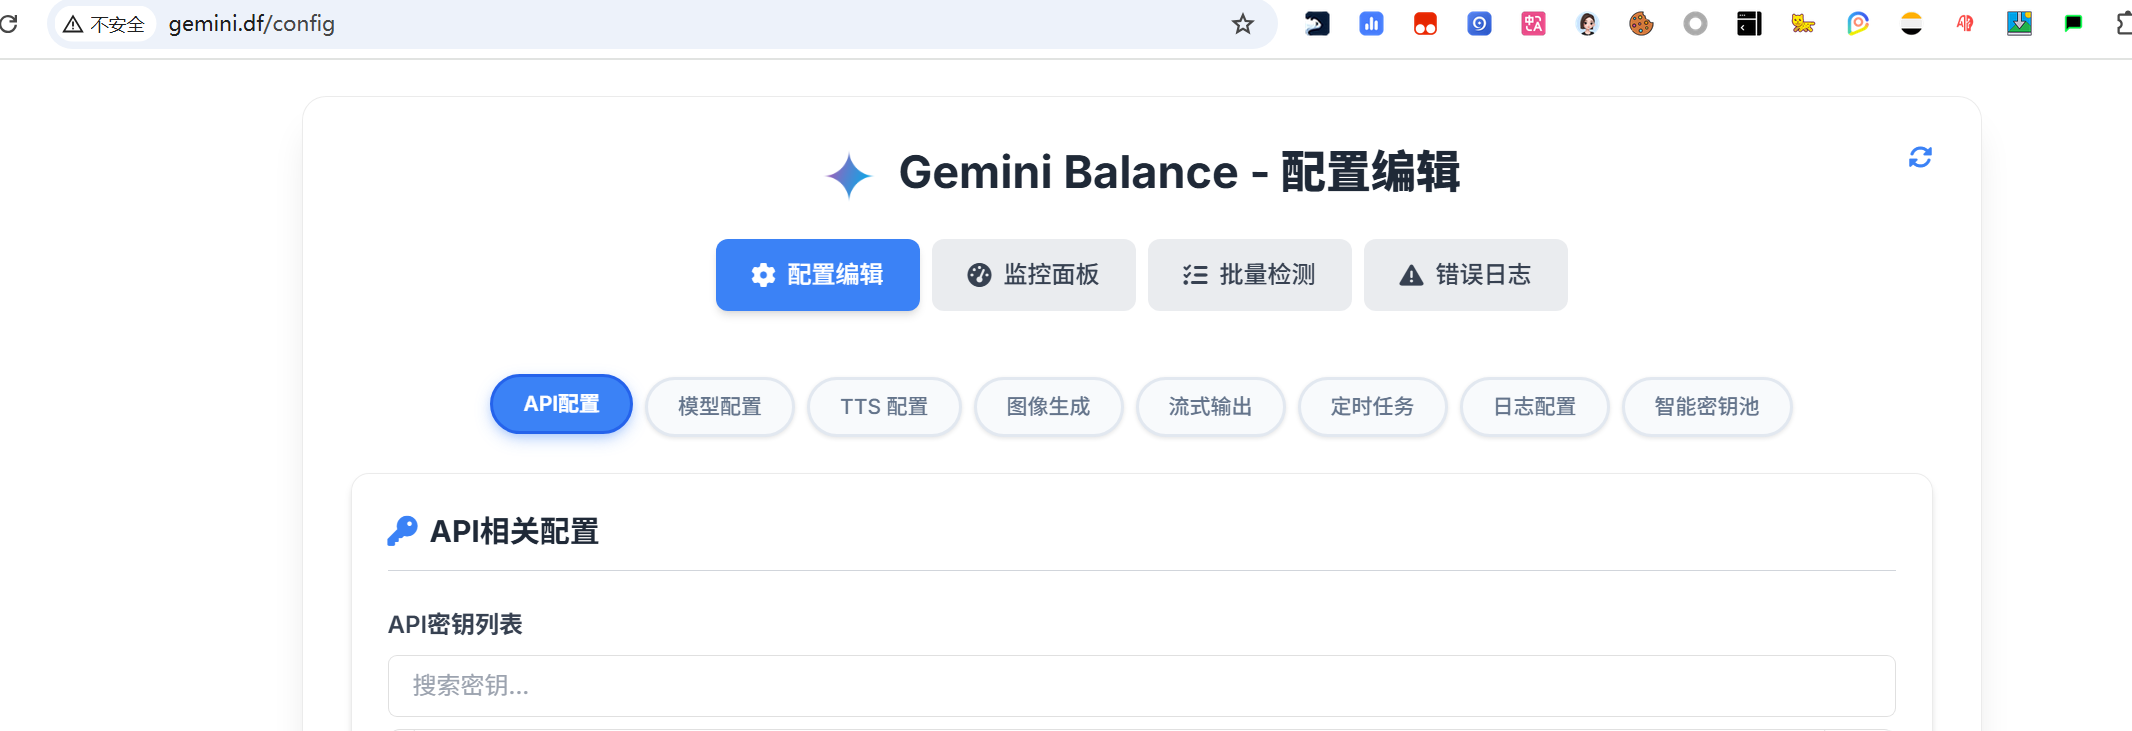 不安全 gemini.df/config
Gemini Balance - 配置编辑
配置编辑 监控面板 批量检测 错误日志
API配置 模型配置 TTS 配置 图像生成 流式输出 定时任务 日志配置 智能密钥池
API相关配置
API密钥列表
搜索密钥...